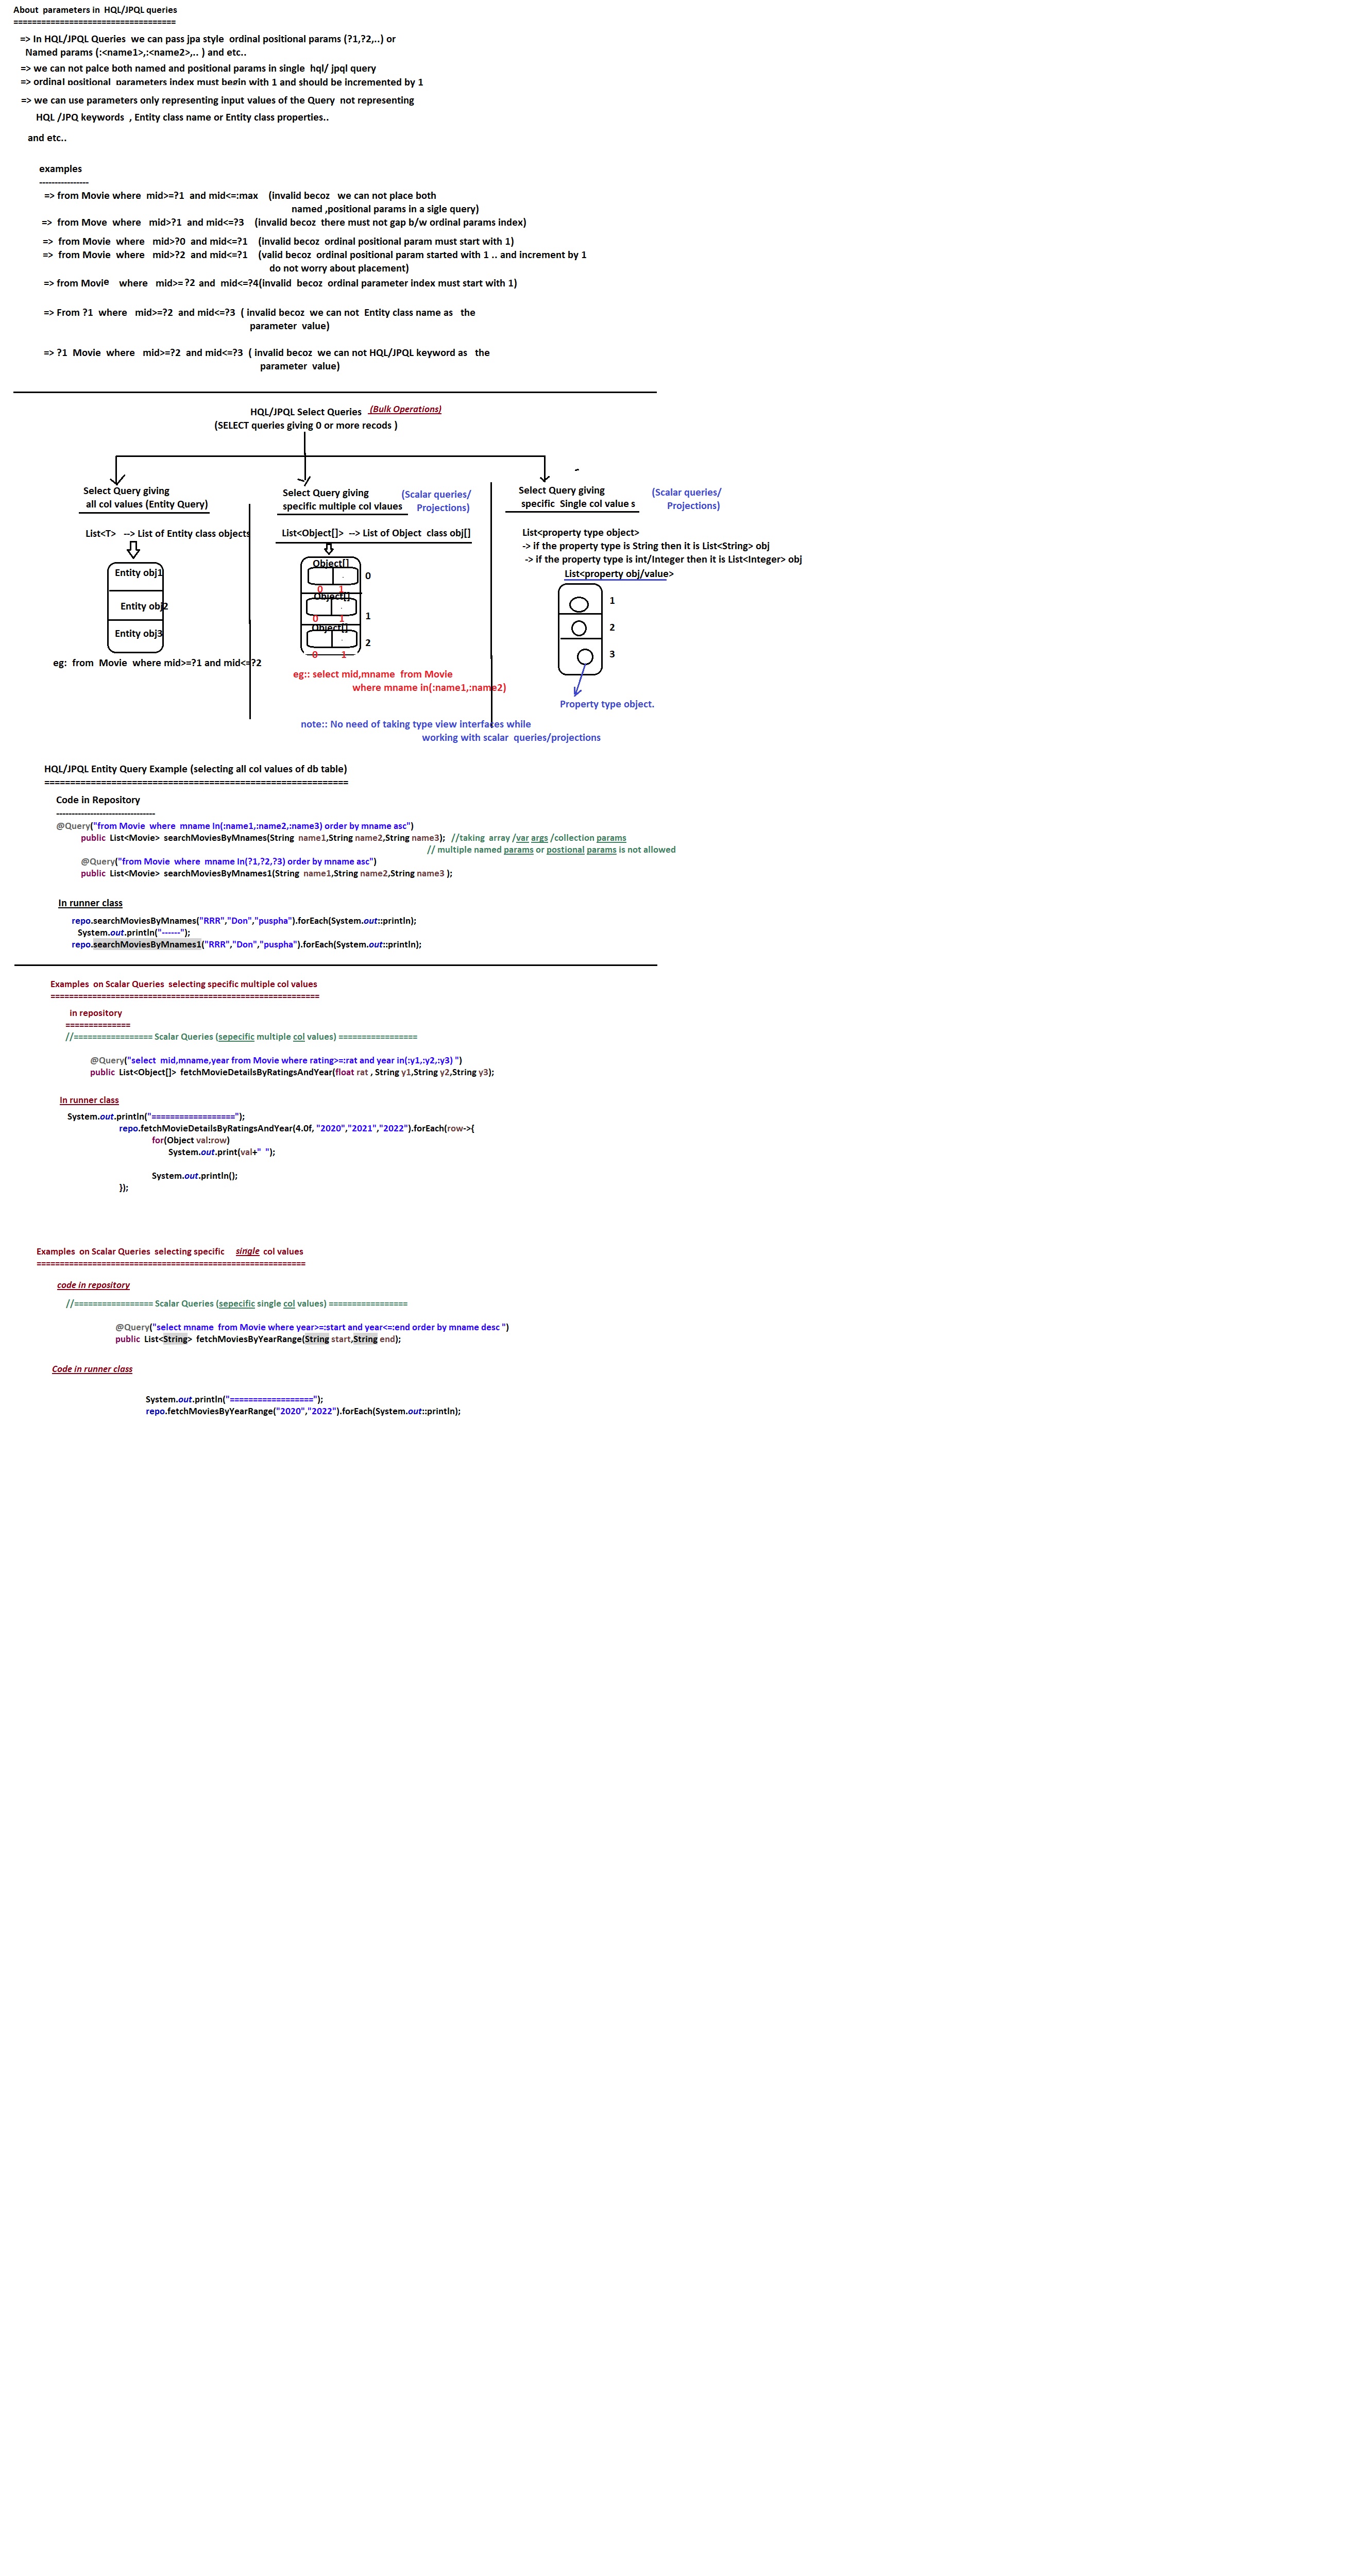 About parameters in HQL/JPQL queries
===================================
=> In HQL/JPQL Queries we can pass jpa style ordinal positional params (?1,?2,..) or
Named params (:<name1>,:<name2>,.. ) and etc..
=> we can not palce both named and positional params in single hql/ jpql query
=> ordinal positional parameters index must begin with 1 and should be incremented by 1
=> we can use parameters only representing input values of the Query not representing
HQL /JPQ keywords , Entity class name or Entity class properties..
and etc..
examples
----------------
=> from Movie where mid>=?1 and mid<=:max (invalid becoz we can not place both
named ,positional params in a sigle query)
=> from Move where mid>?1 and mid<=?3 (invalid becoz there must not gap b/w ordinal params index)
=> from Movie where mid>?0 and mid<=?1 (invalid becoz ordinal positional param must start with 1)
=> from Movie where mid>?2 and mid<=?1 (valid becoz ordinal positional param started with 1 .. and increment by 1
do not worry about placement)
=> from Movie where mid>= ?2 and mid<=?4(invalid becoz ordinal parameter index must start with 1)
=> From ?1 where mid>=?2 and mid<=?3 ( invalid becoz we can not Entity class name as the
parameter value)
=> ?1 Movie where mid>=?2 and mid<=?3 ( invalid becoz we can not HQL/JPQL keyword as the
parameter value)
HQL/JPQL Select Queries (Bulk Operations)
(SELECT queries giving 0 or more recods )
Select Query giving
all col values (Entity Query)
List<T> --> List of Entity class objects
Entity obj1
Entity obj2
Entity obj3
eg: from Movie where mid>=?1 and mid<=?2
Select Query giving
specific multiple col vlaues
(Scalar queries/
Projections)
List<Object[]> --> List of Object class obj[]
Object[]
0
0 1
Object[]
1
0 1
Object[]
2
0 1
eg:: select mid,mname from Movie
where mname in(:name1,:name2)
Select Query giving
specific Single col value s
(Scalar queries/
Projections)
List<property type object>
-> if the property type is String then it is List<String> obj
-> if the property type is int/Integer then it is List<Integer> obj
List<property obj/value>
1
2
3
Property type object.
note:: No need of taking type view interfaces while
working with scalar queries/projections
HQL/JPQL Entity Query Example (selecting all col values of db table)
===========================================================
Code in Repository
--------------------------------
@Query("from Movie where mname In(:name1,:name2,:name3) order by mname asc")
public List<Movie> searchMoviesByMnames(String name1,String name2,String name3); //taking array /var args /collection params
// multiple named params or postional params is not allowed
@Query("from Movie where mname In(?1,?2,?3) order by mname asc")
public List<Movie> searchMoviesByMnames1(String name1,String name2,String name3 );
In runner class
repo.searchMoviesByMnames("RRR","Don","puspha").forEach(System.out::println);
System.out.println("------");
repo.searchMoviesByMnames1("RRR","Don","puspha").forEach(System.out::println);
Examples on Scalar Queries selecting specific multiple col values
==========================================================
in repository
==============
//================= Scalar Queries (sepecific multiple col values) =================
@Query("select mid,mname,year from Movie where rating>=:rat and year in(:y1,:y2,:y3) ")
public List<Object[]> fetchMovieDetailsByRatingsAndYear(float rat , String y1,String y2,String y3);
In runner class
System.out.println("==================");
repo.fetchMovieDetailsByRatingsAndYear(4.0f, "2020","2021","2022").forEach(row->{
for(Object val:row)
System.out.print(val+" ");
System.out.println();
});
Examples on Scalar Queries selecting specific single col values
==========================================================
code in repository
//================= Scalar Queries (sepecific single col values) =================
@Query("select mname from Movie where year>=:start and year<=:end order by mname desc ")
public List<String> fetchMoviesByYearRange(String start,String end);
Code in runner class
System.out.println("==================");
repo.fetchMoviesByYearRange("2020","2022").forEach(System.out::println);